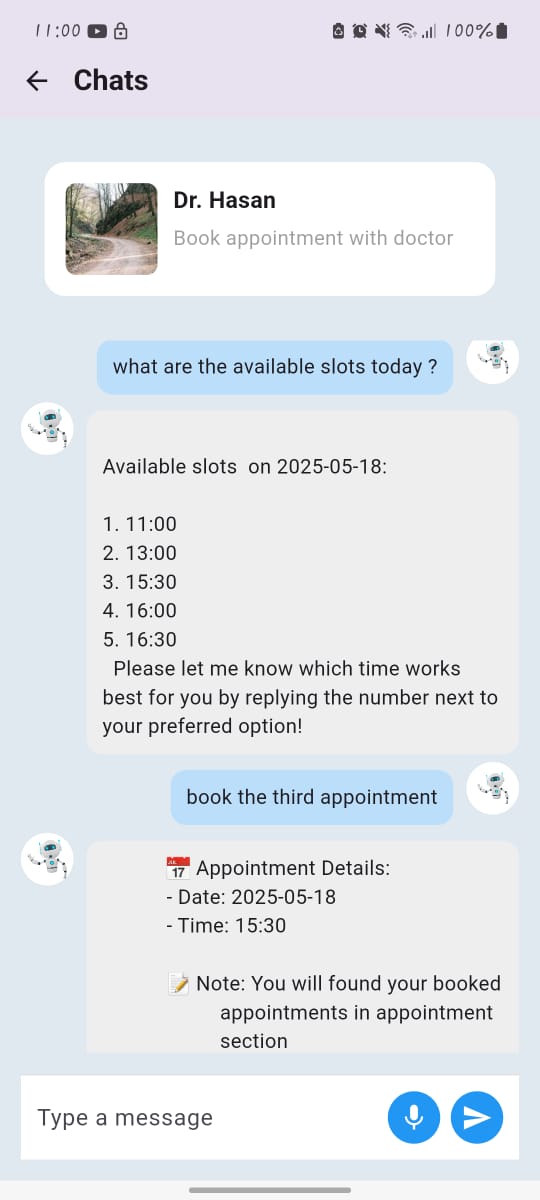 11:00 100%
Chats
Dr. Hasan
Book appointment with doctor
what are the available slots today ?
Available slots  on 2025-05-18:
1. 11:00
2. 13:00
3. 15:30
4. 16:00
5. 16:30
Please let me know which time works
best for you by replying the number next to
your preferred option!
book the third appointment
📅 Appointment Details:
- Date: 2025-05-18
- Time: 15:30
📝 Note: You will found your booked
appointments in appointment
section
Type a message